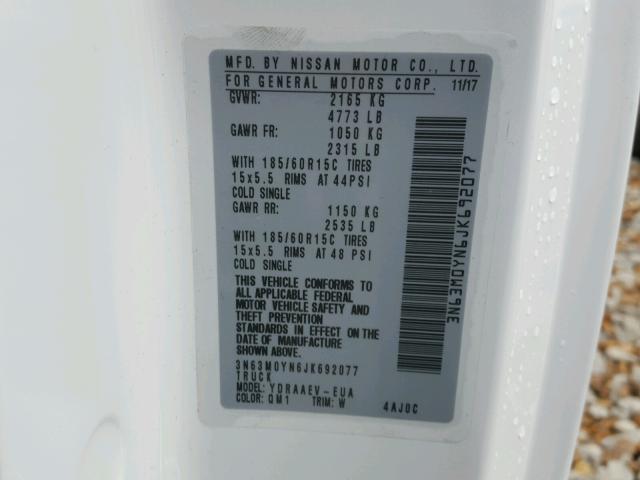 MFD. BY NISSAN MOTOR CO., LTD.
FOR GENERAL MOTORS CORP. 11/17
GVWR: 2165 KG
4773 LB
GAWR FR: 1050 KG
2315 LB
WITH 185/60R15C TIRES
15x5.5 RIMS AT 44PSI
COLD SINGLE
GAWR RR: 1150 KG
2535 LB
WITH 185/60R15C TIRES
15x5.5 RIMS AT 48 PSI
COLD SINGLE
THIS VEHICLE CONFORMS TO
ALL APPLICABLE FEDERAL
MOTOR VEHICLE SAFETY AND
THEFT PREVENTION
STANDARDS IN EFFECT ON THE
DATE OF MANUFACTURE
SHOWN ABOVE.
3N63M0YN6JK692077
TRUCK
MODEL: YDRAAEV-EUA
COLOR: QM1 TRIM: W 4AJ0C
3N63M0YN6JK692077